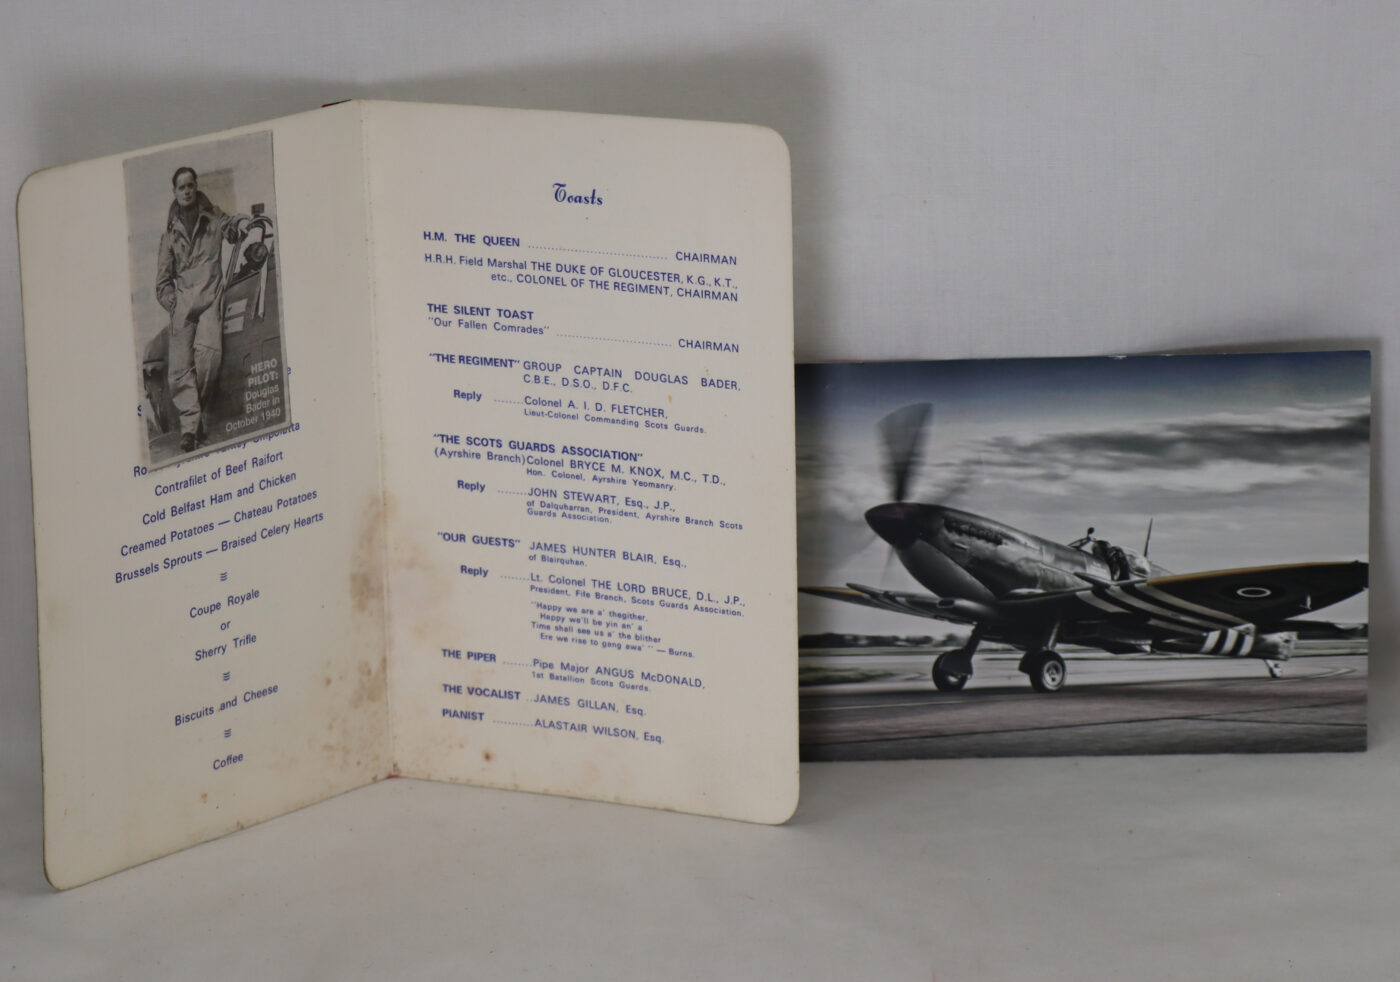 HERO
PILOT:
Douglas
Bader in
October 1940
Contrafilet of Beef Raifort
Cold Belfast Ham and Chicken
Creamed Potatoes — Chateau Potatoes
Brussels Sprouts — Braised Celery Hearts
Coupe Royale
or
Sherry Trifle
Biscuits and Cheese
Coffee
Toasts
H.M. THE QUEEN .............................. CHAIRMAN
H.R.H. Field Marshal THE DUKE OF GLOUCESTER, K.G., K.T.,
etc., COLONEL OF THE REGIMENT, CHAIRMAN
THE SILENT TOAST
"Our Fallen Comrades" ......................... CHAIRMAN
"THE REGIMENT" GROUP CAPTAIN DOUGLAS BADER,
C.B.E., D.S.O., D.F.C.
Reply ........Colonel A. I. D. FLETCHER,
Lieut-Colonel Commanding Scots Guards.
"THE SCOTS GUARDS ASSOCIATION"
(Ayrshire Branch) Colonel BRYCE M. KNOX, M.C., T.D.,
Hon. Colonel, Ayrshire Yeomanry.
Reply ........JOHN STEWART, Esq., J.P.,
of Dalquharran, President, Ayrshire Branch Scots
Guards Association.
"OUR GUESTS" JAMES HUNTER BLAIR, Esq.,
of Blairquhan.
Reply ........Lt. Colonel THE LORD BRUCE, D.L., J.P.,
President, Fife Branch, Scots Guards Association.
"Happy we are a' thegither,
Happy we'll be yin an' a
Time shall see us a' the blither
Ere we rise to gang awa' " — Burns.
THE PIPER ........Pipe Major ANGUS McDONALD,
1st Batallion Scots Guards.
THE VOCALIST ..JAMES GILLAN, Esq.
PIANIST ..........ALASTAIR WILSON, Esq.